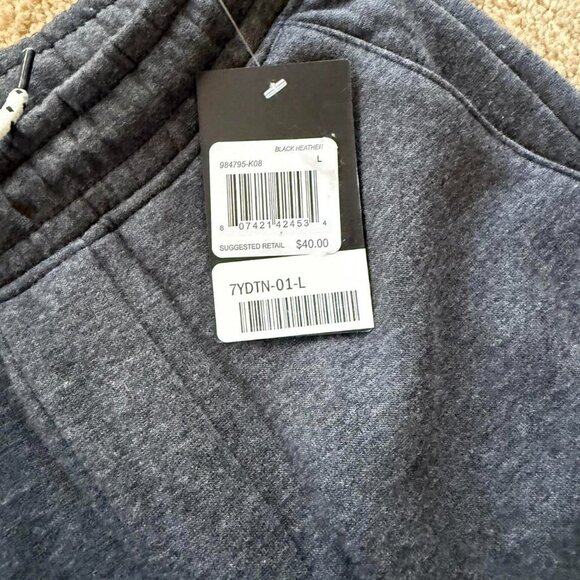 BLACK HEATHER
984795-K08 L
8 07421 42453 4
SUGGESTED RETAIL $40.00
7YDTN-01-L